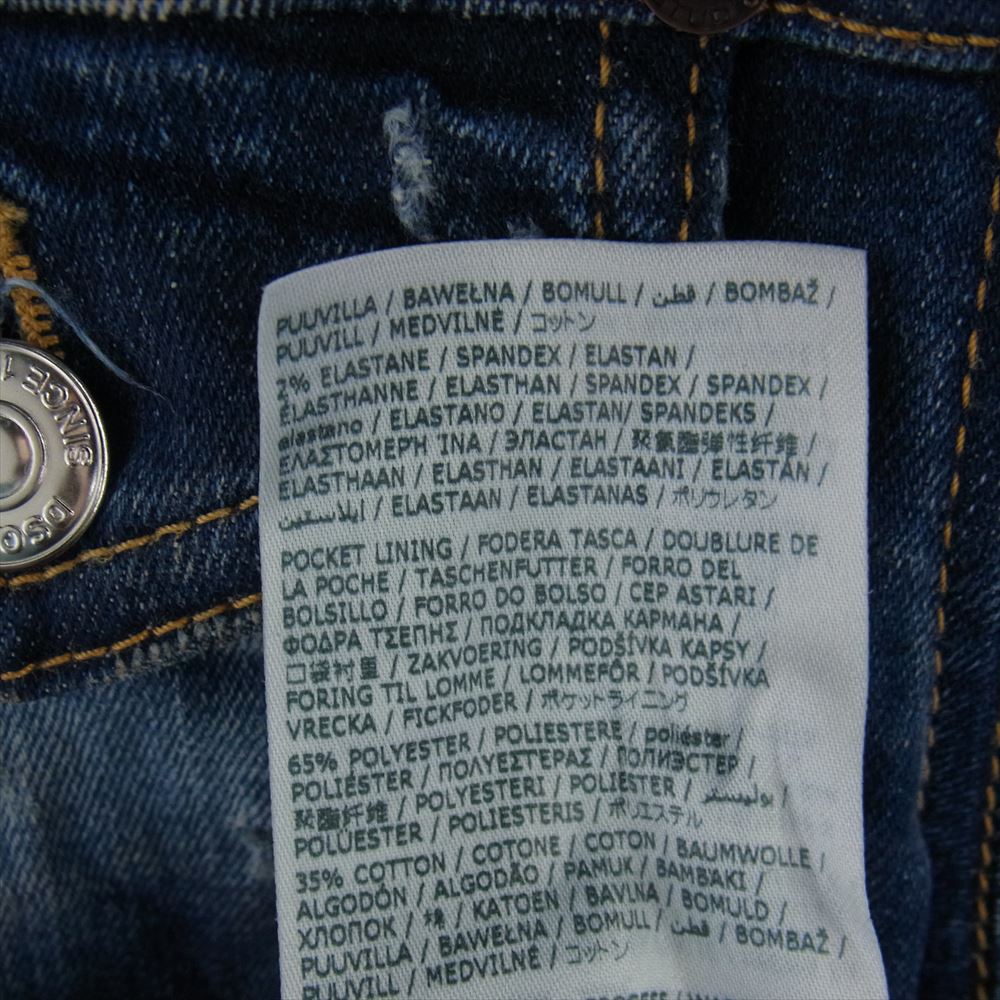 PUUVILLA / BAWEŁNA / BOMULL / قطن / BOMBAŽ /
PUUVILL / MEDVILNĖ / コットン
2% ELASTANE / SPANDEX / ELASTAN /
ÉLASTHANNE / ELASTHAN / SPANDEX / SPANDEX /
elastano / ELASTANO / ELASTAN/ SPANDEKS /
ΕΛΑΣΤΟΜΕΡΉ ΊΝΑ / ЭЛАСТАН / 聚氨酯弹性纤维 /
ELASTHAAN / ELASTHAN / ELASTAANI / ELASTAN /
ايلاستين / ELASTAAN / ELASTANAS / ポリウレタン
POCKET LINING / FODERA TASCA / DOUBLURE DE
LA POCHE / TASCHENFUTTER / FORRO DEL
BOLSILLO / FORRO DO BOLSO / CEP ASTARI /
ΦΟΔΡΑ ΤΣΕΠΗΣ / ПОДКЛАДКА КАРМАНА /
口袋衬里 / ZAKVOERING / PODŠÍVKA KAPSY /
FORING TIL LOMME / LOMMEFÔR / PODŠÍVKA
VRECKA / FICKFODER / ポケットライニング
65% POLYESTER / POLIESTERE / poliéster /
POLIÉSTER / ΠΟΛΥΕΣΤΕΡΑΣ / ПОЛИЭСТЕР /
聚酯纤维 / POLYESTERI / POLIESTER / بوليستر /
POLÜESTER / POLIESTERIS / ポリエステル
35% COTTON / COTONE / COTON / BAUMWOLLE /
ALGODÓN / ALGODÃO / PAMUK / BAMBAKI /
ХЛОПОК / 棉 / KATOEN / BAVLNA / BOMULD /
PUUVILLA / BAWEŁNA / BOMULL / قطن / BOMBAŽ /
PUUVILL / MEDVILNĖ / コットン
SINCE 1
DSQ